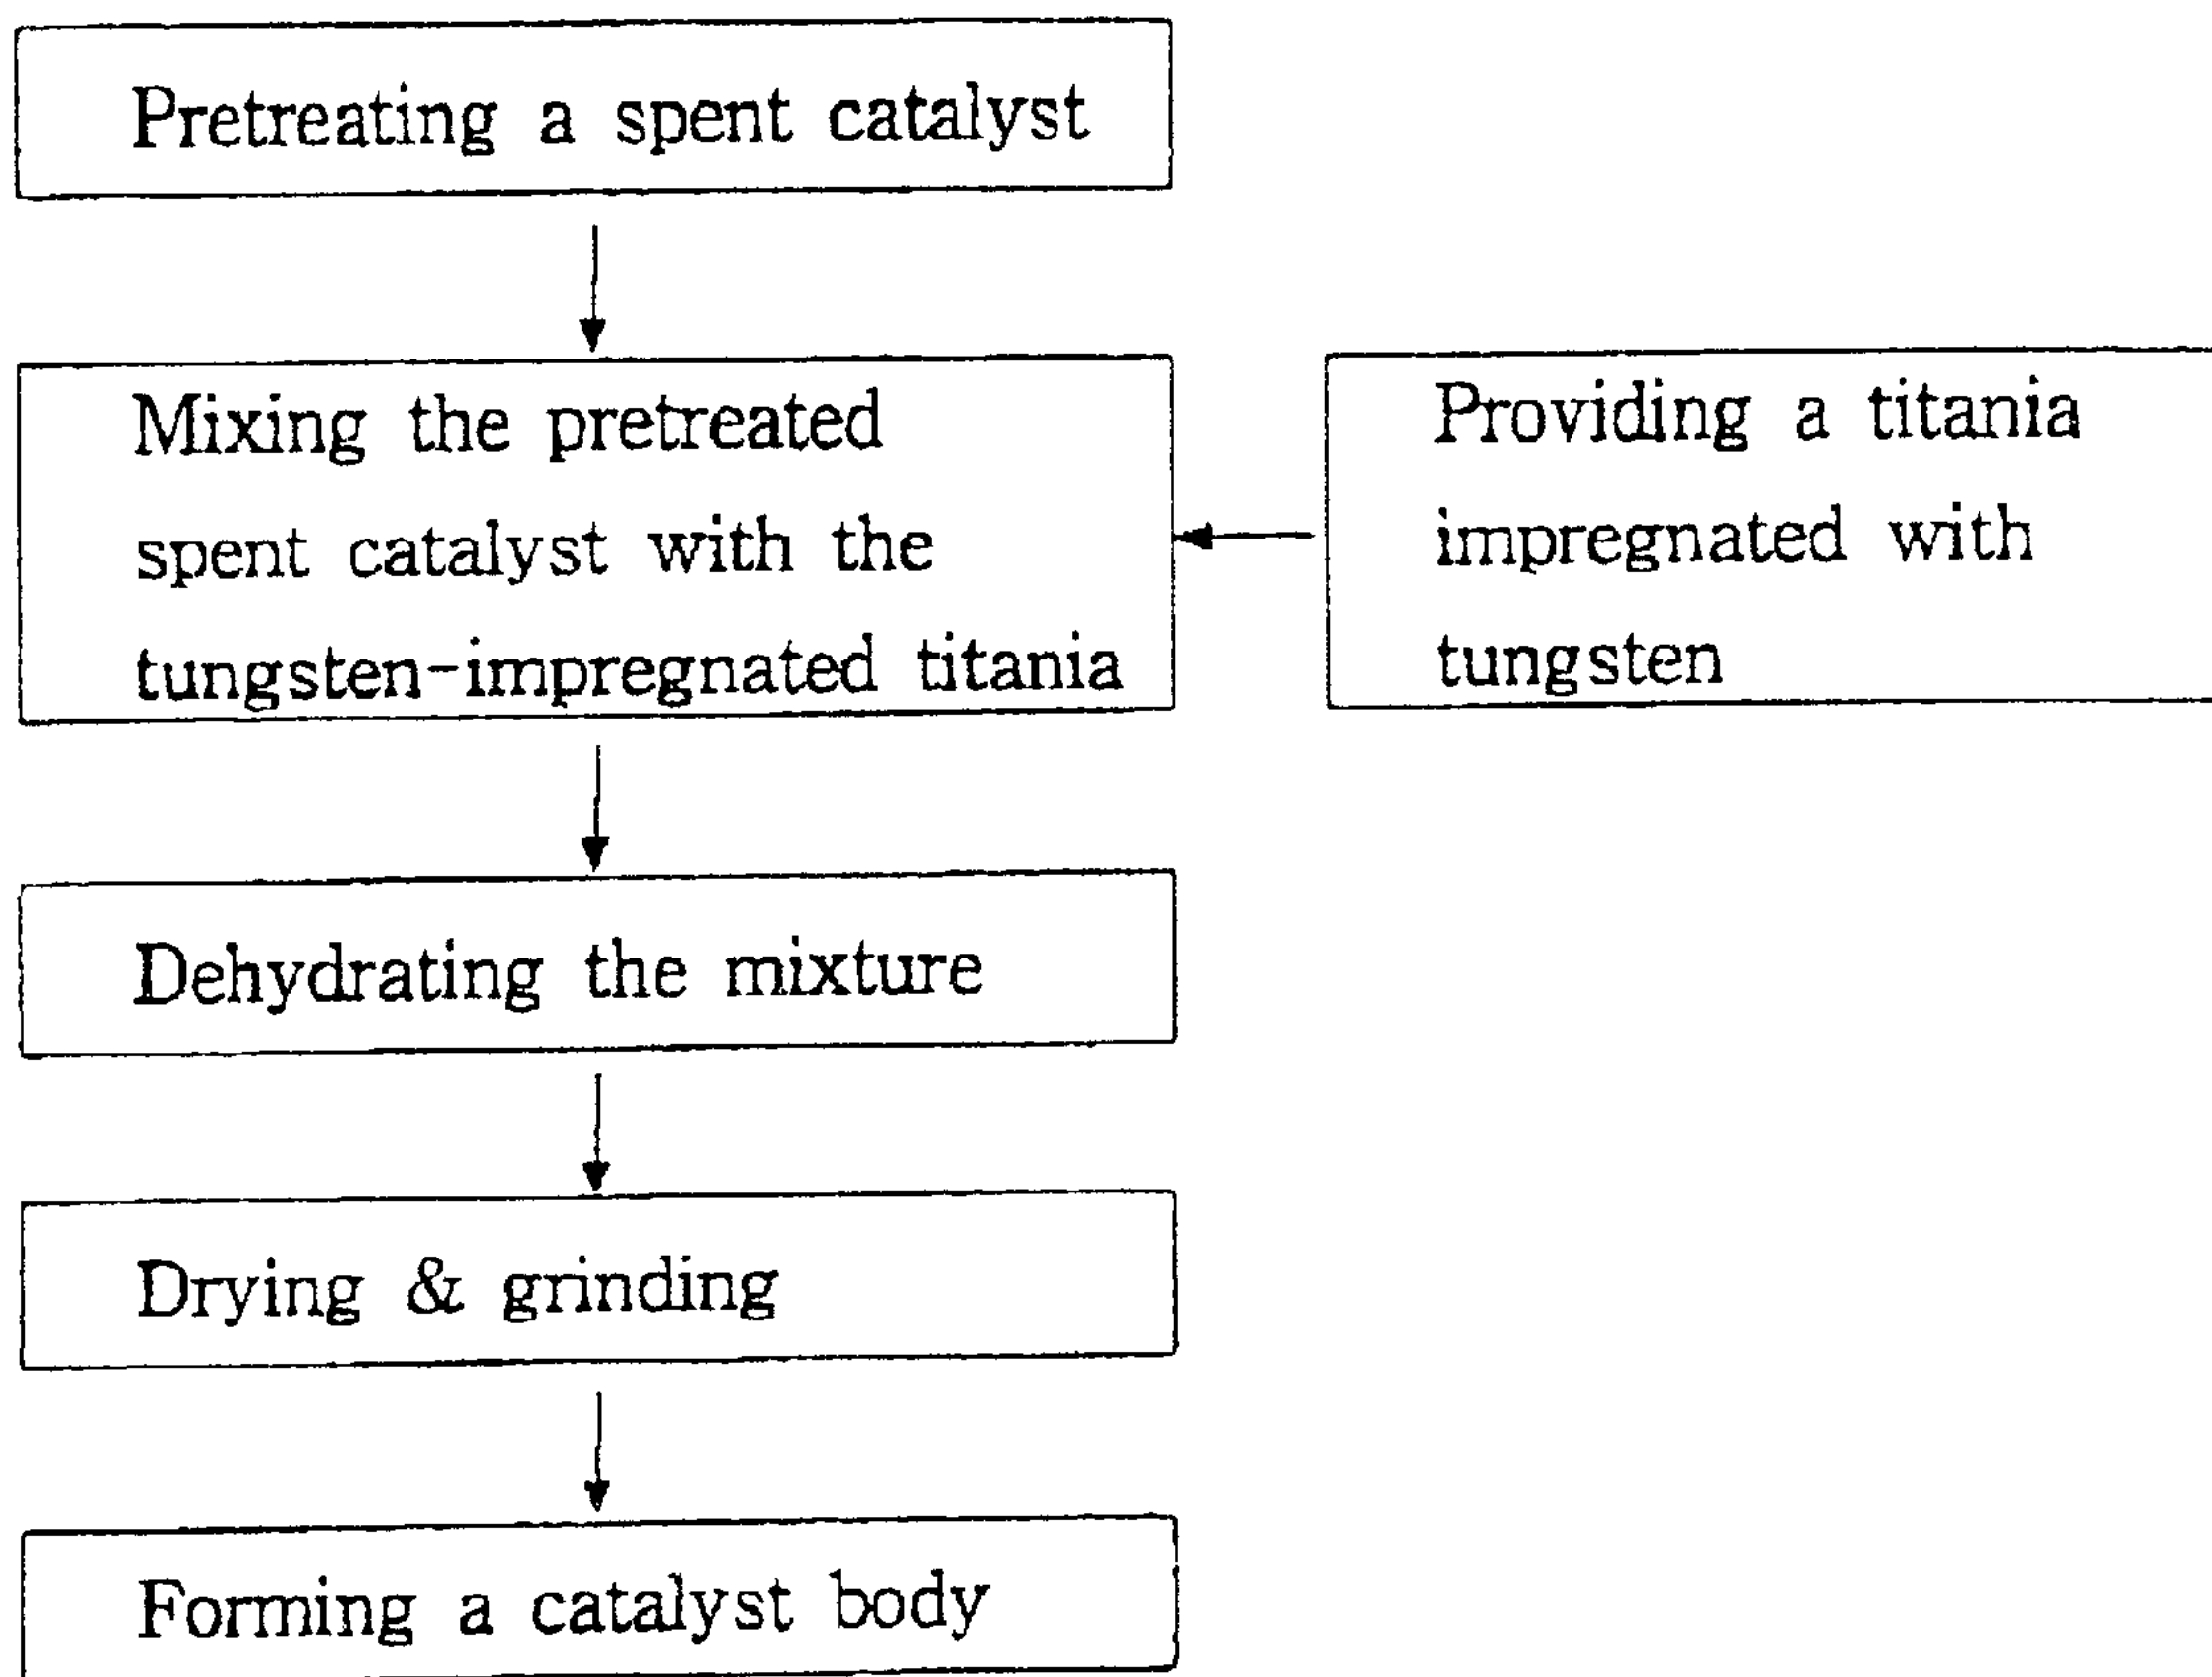 Pretreating a spent catalyst
Mixing the pretreated
spent catalyst with the
tungsten-impregnated titania
Providing a titania
impregnated with
tungsten
Dehydrating the mixture
Drying & grinding
Forming a catalyst body